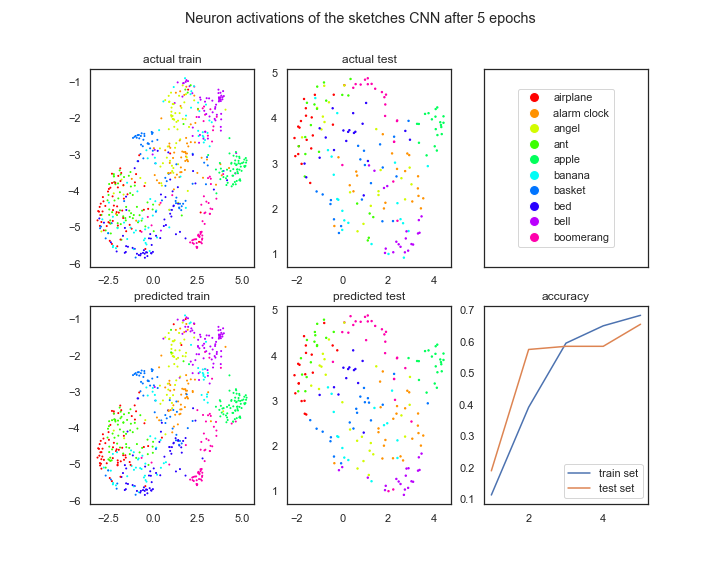 Neuron activations of the sketches CNN after 5 epochs
actual train
−1
−2
−3
−4
−5
−6
−2.5 0.0 2.5 5.0
actual test
5
4
3
2
1
−2 0 2 4
airplane
alarm clock
angel
ant
apple
banana
basket
bed
bell
boomerang
predicted train
−1
−2
−3
−4
−5
−6
−2.5 0.0 2.5 5.0
predicted test
5
4
3
2
1
−2 0 2 4
accuracy
0.7
0.6
0.5
0.4
0.3
0.2
0.1
train set
test set
2 4